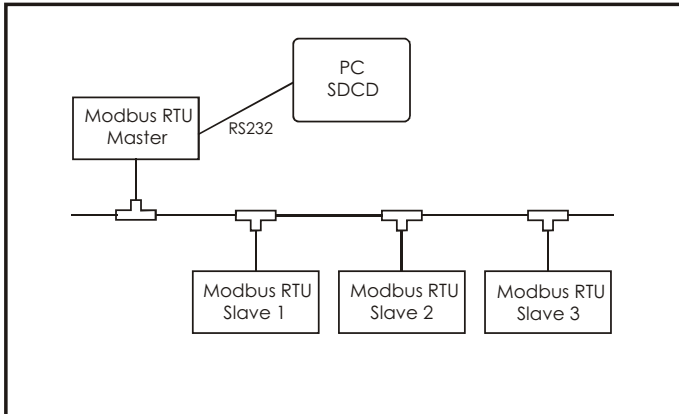 PC
SDCD
Modbus RTU
Master
RS232
Modbus RTU
Slave 1
Modbus RTU
Slave 2
Modbus RTU
Slave 3